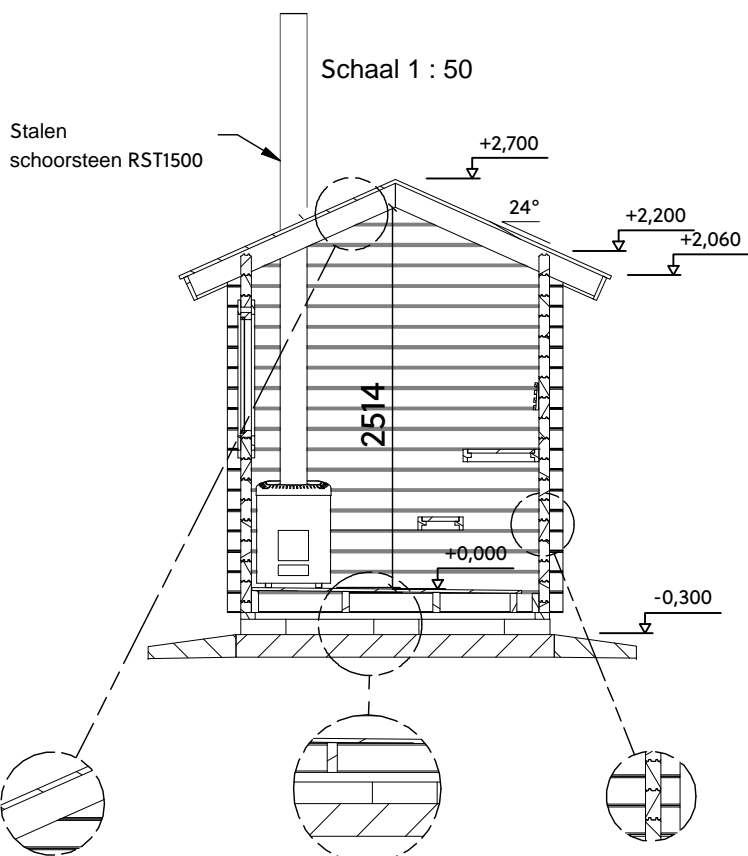 Schaal 1 : 50
Stalen
schoorsteen RST1500
+2,700
24°
+2,200
+2,060
2514
+0,000
-0,300